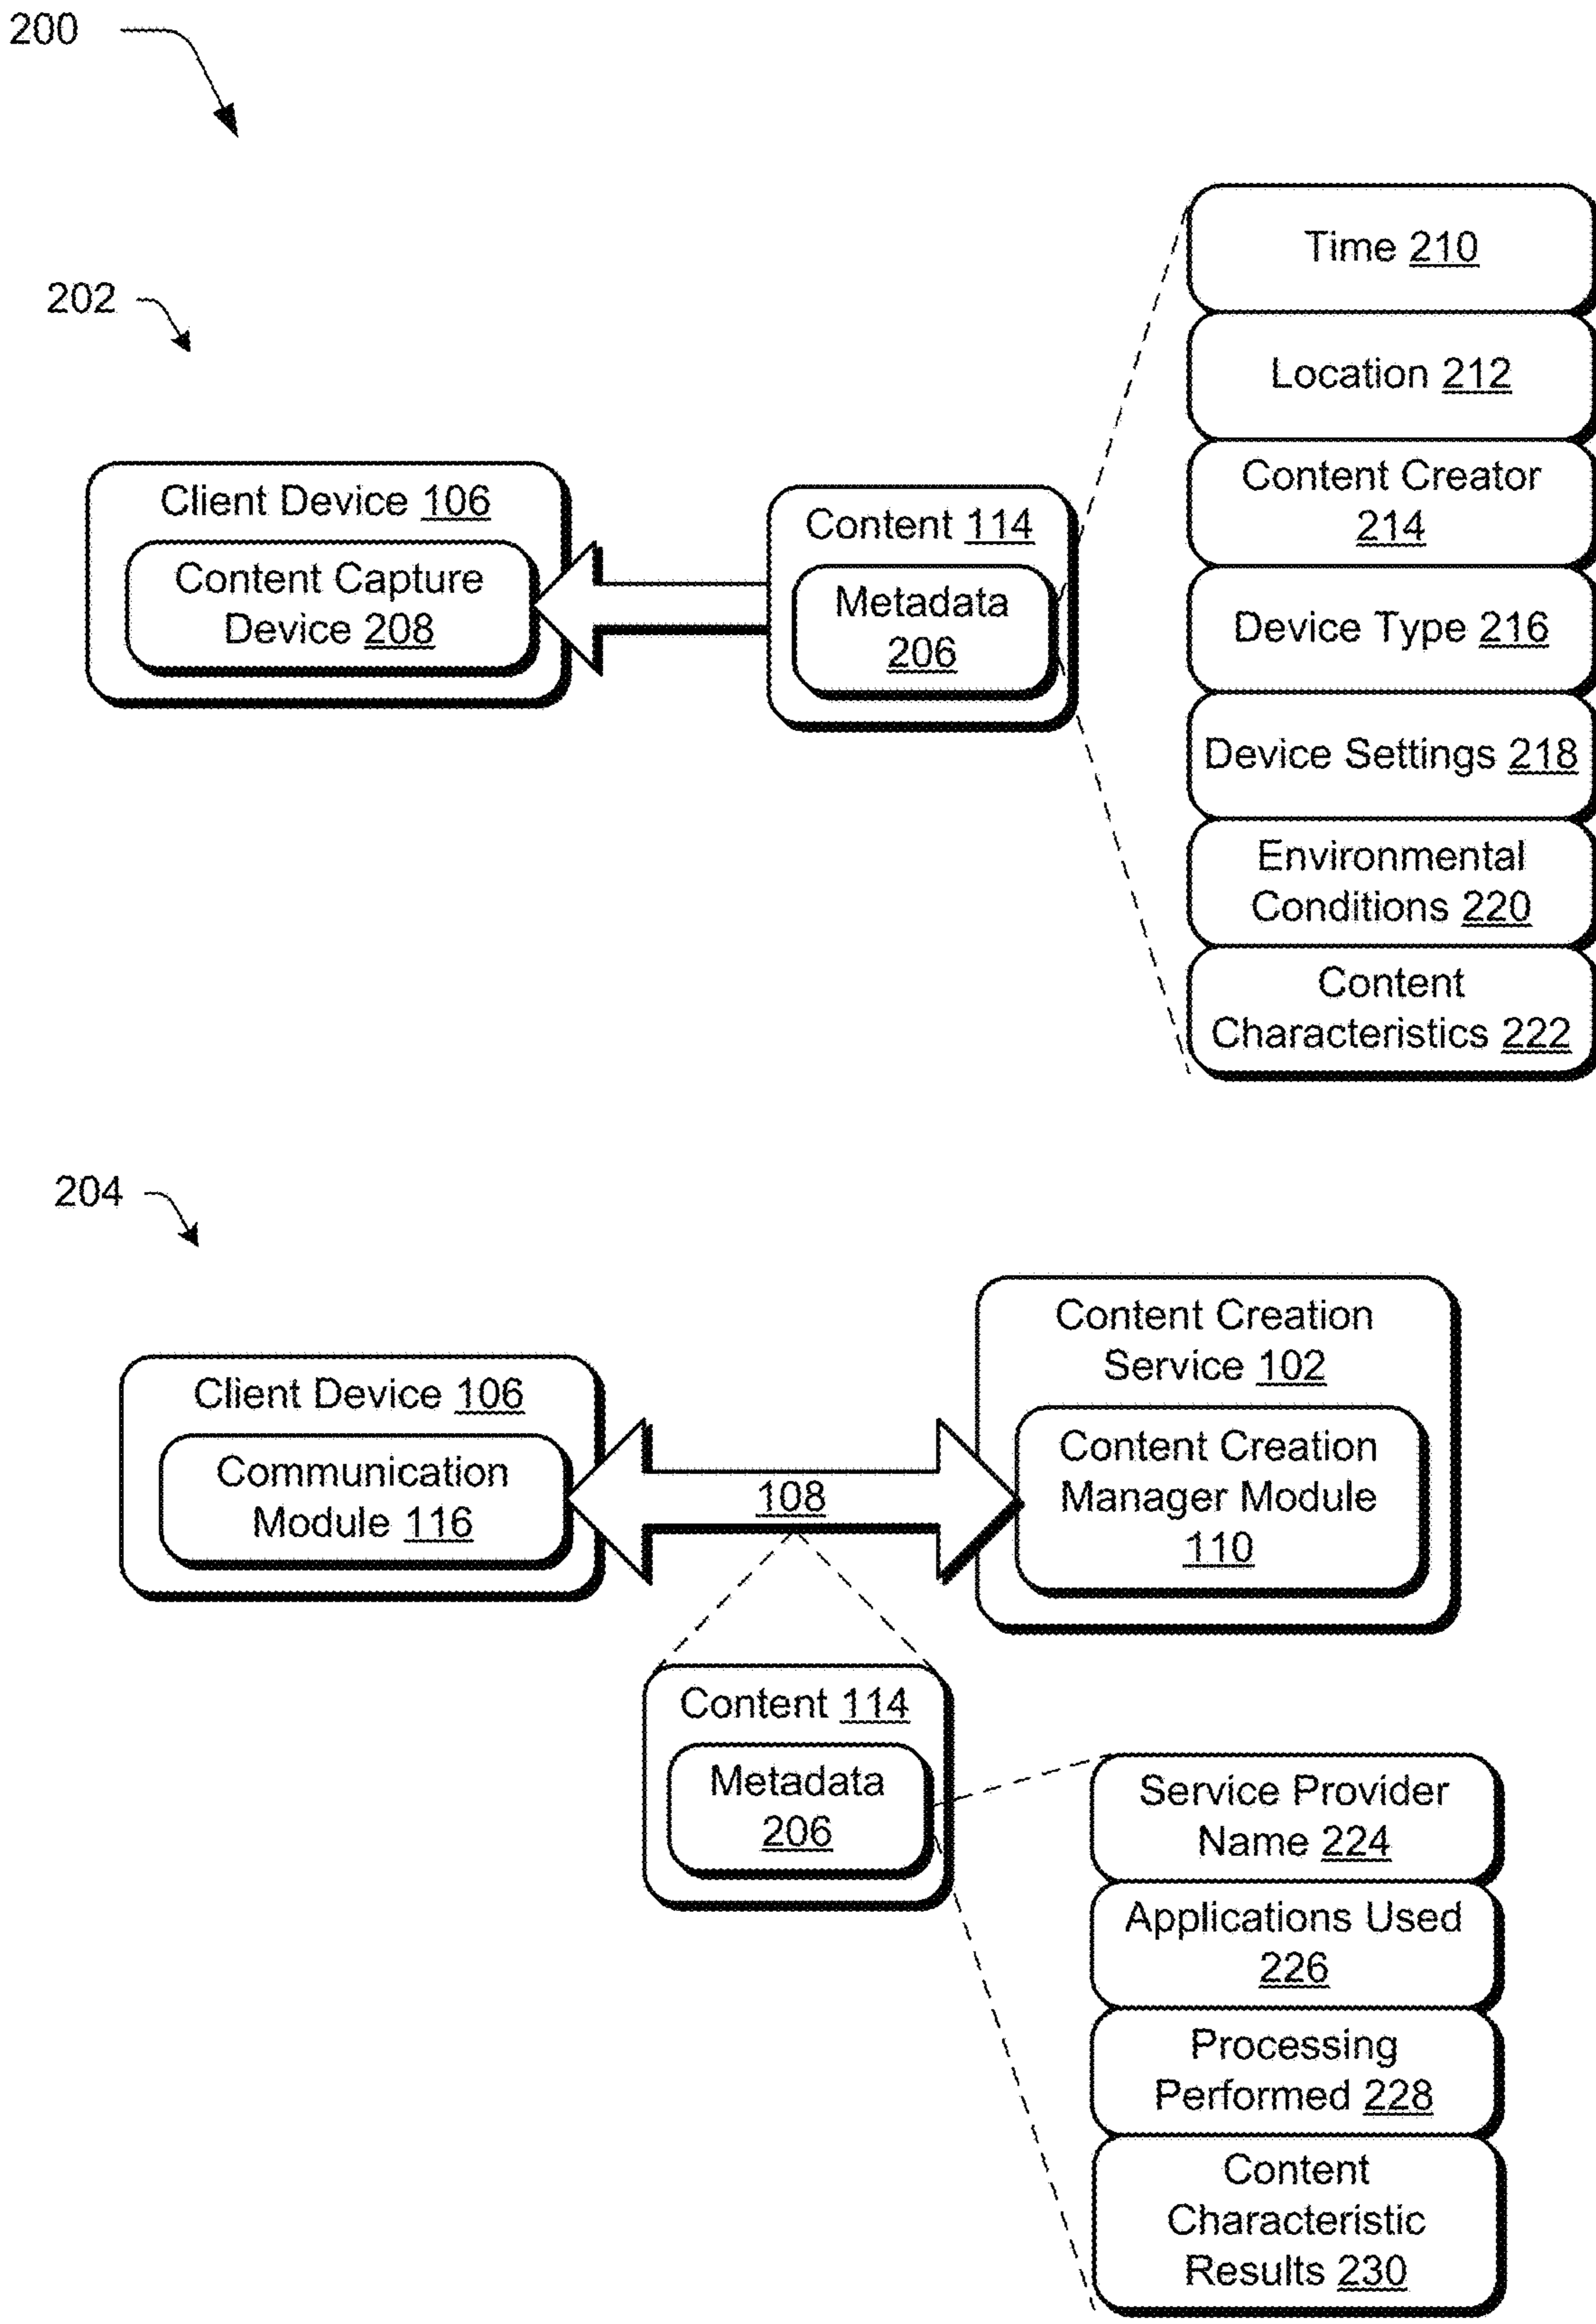 200
202
Client Device 106
Content Capture
Device 208
Content 114
Metadata
206
Time 210
Location 212
Content Creator
214
Device Type 216
Device Settings 218
Environmental
Conditions 220
Content
Characteristics 222
204
Client Device 106
Communication
Module 116
108
Content Creation
Service 102
Content Creation
Manager Module
110
Content 114
Metadata
206
Service Provider
Name 224
Applications Used
226
Processing
Performed 228
Content
Characteristic
Results 230